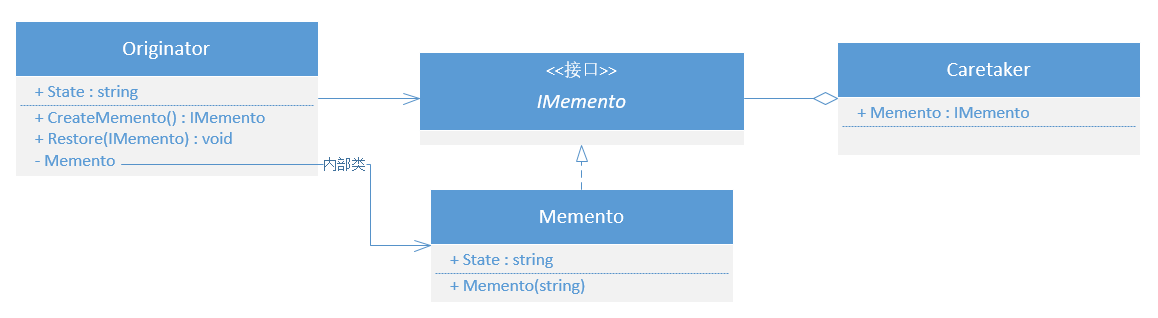 Originator
+ State : string
+ CreateMemento() : IMemento
+ Restore(IMemento) : void
- Memento
内部类
<<接口>>
IMemento
Memento
+ State : string
+ Memento(string)
Caretaker
+ Memento : IMemento